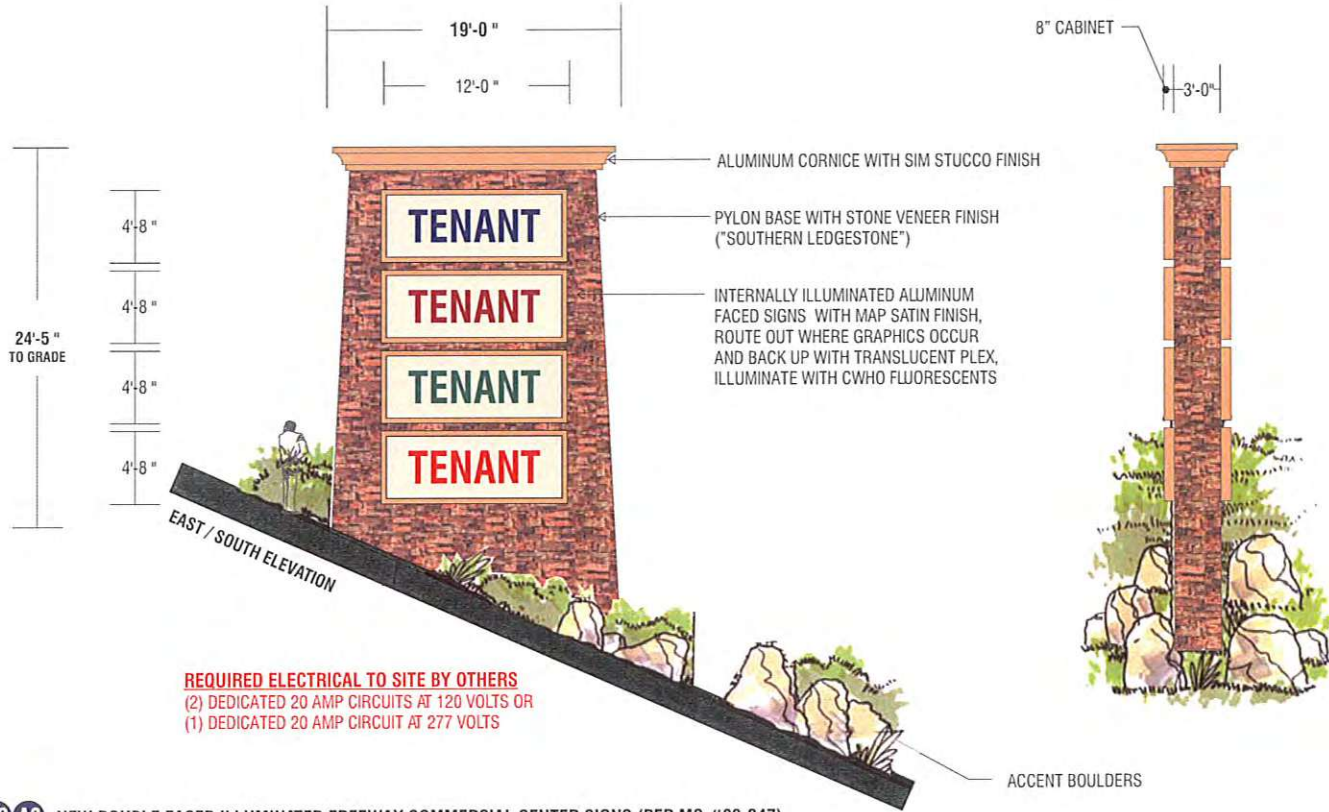 19'-0"
12'-0"
8" CABINET
3'-0"
ALUMINUM CORNICE WITH SIM STUCCO FINISH
PYLON BASE WITH STONE VENEER FINISH
("SOUTHERN LEDGESTONE")
INTERNALLY ILLUMINATED ALUMINUM
FACED SIGNS WITH MAP SATIN FINISH,
ROUTE OUT WHERE GRAPHICS OCCUR
AND BACK UP WITH TRANSLUCENT PLEX,
ILLUMINATE WITH CWHO FLUORESCENTS
4'-8"
4'-8"
4'-8"
4'-8"
24'-5"
TO GRADE
TENANT
TENANT
TENANT
TENANT
EAST / SOUTH ELEVATION
REQUIRED ELECTRICAL TO SITE BY OTHERS
(2) DEDICATED 20 AMP CIRCUITS AT 120 VOLTS OR
(1) DEDICATED 20 AMP CIRCUIT AT 277 VOLTS
ACCENT BOULDERS